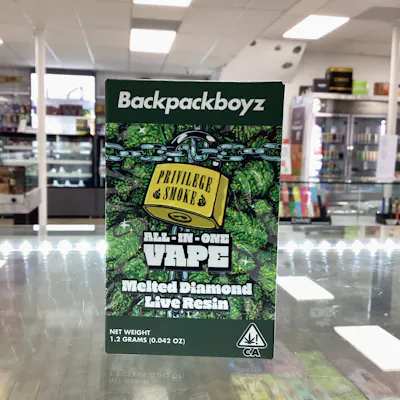 Backpackboyz
PRIVILEGE
SMOKE
ALL-IN-ONE
VAPE
Melted Diamond
Live Resin
NET WEIGHT
1.2 GRAMS (0.042 OZ)
CA